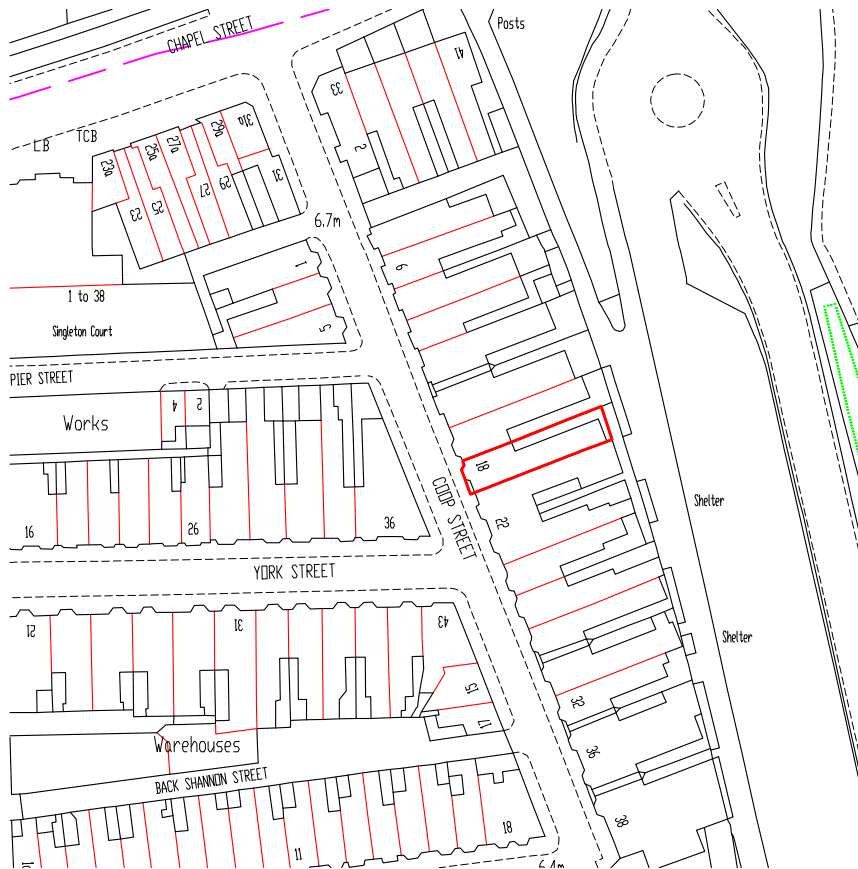 Posts
CHAPEL STREET
41
33
2
LB
TCB
23a
25a
27a
29a
31a
23
25
27
29
31
6.7m
9
1
5
1 to 38
Singleton Court
PIER STREET
4
2
Works
18
16
26
36
COOP STREET
22
Shelter
YORK STREET
21
31
43
15
17
Shelter
32
36
38
Warehouses
BACK SHANNON STREET
11
18
6.4m